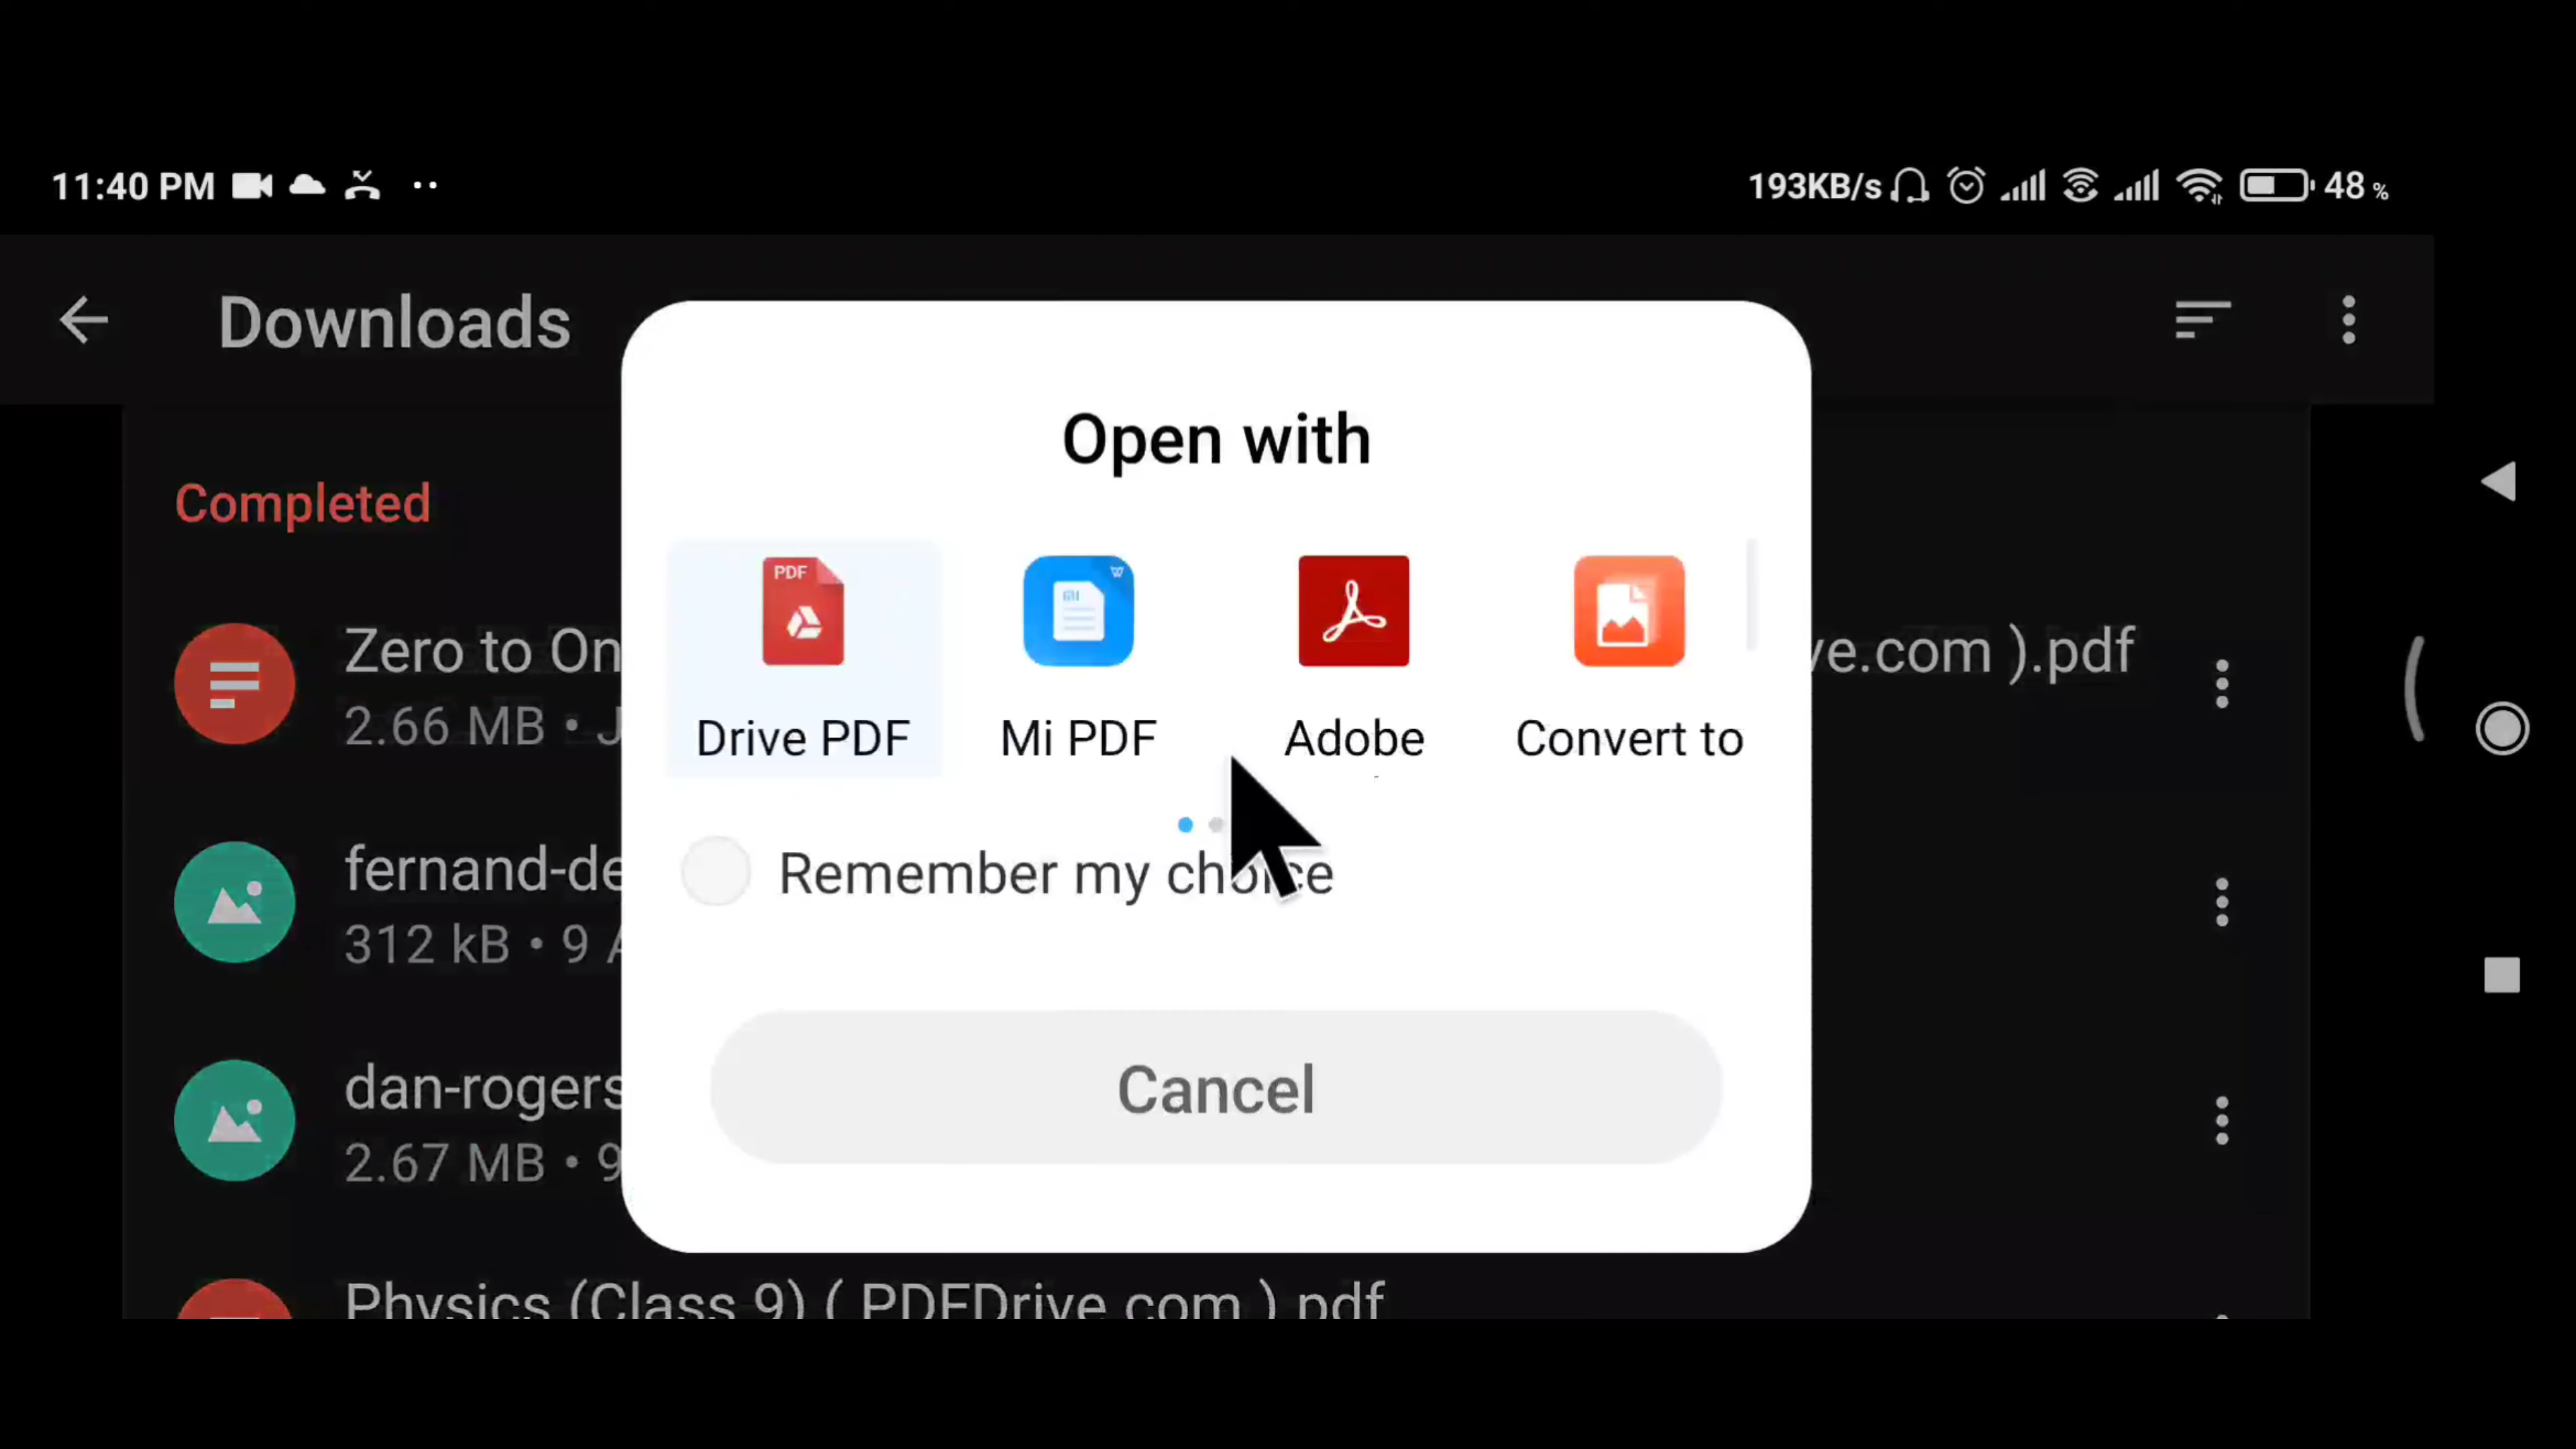 11:40 PM
193KB/s
48 %
Downloads
Open with
Completed
PDF
Drive PDF
Mi PDF
Adobe
Convert to
Zero to On
ve.com ).pdf
2.66 MB • J
Remember my choice
fernand-de
312 kB • 9 A
dan-rogers
2.67 MB • 9
Cancel
Physics (Class 9) ( PDFDrive.com ).pdf